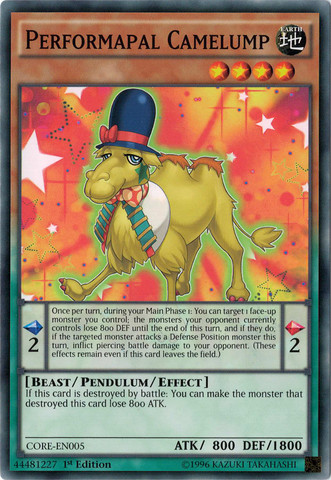 PERFORMAPAL CAMELUMP
EARTH
地
Once per turn, during your Main Phase 1: You can target 1 face-up
monster you control; the monsters your opponent currently
controls lose 800 DEF until the end of this turn, and if they do,
if the targeted monster attacks a Defense Position monster this
turn, inflict piercing battle damage to your opponent. (These
effects remain even if this card leaves the field.)
2
2
[BEAST/ PENDULUM/ EFFECT]
If this card is destroyed by battle: You can make the monster that
destroyed this card lose 800 ATK.
CORE-EN005
ATK/ 800 DEF/1800
44481227 1st Edition
©1996 KAZUKI TAKAHASHI